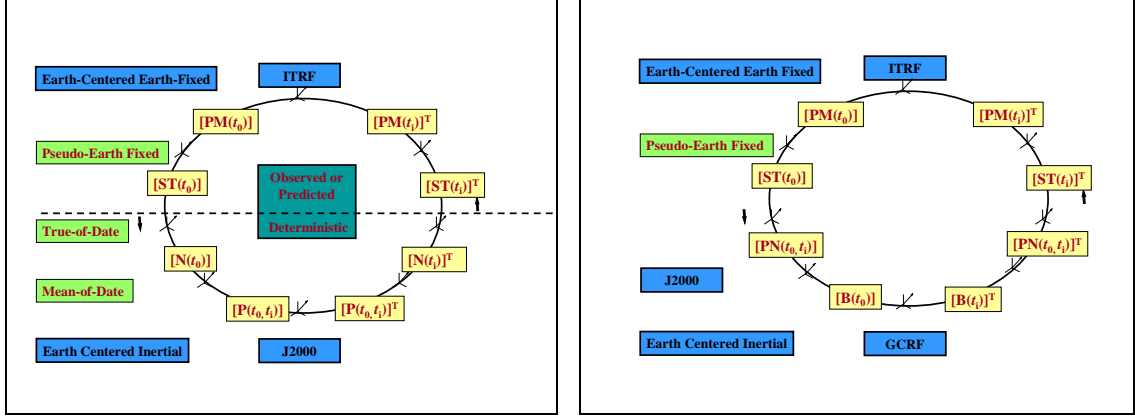 ITRF
Earth-Centered Earth-Fixed
[PM(t₀)]
[PM(tᵢ)]ᵀ
Pseudo-Earth Fixed
Observed or
Predicted
[ST(t₀)]
[ST(tᵢ)]ᵀ
Deterministic
True-of-Date
[N(t₀)]
[N(tᵢ)]ᵀ
Mean-of-Date
[P(t₀,tᵢ)]
[P(t₀,tᵢ)]ᵀ
Earth Centered Inertial
J2000
ITRF
Earth-Centered Earth Fixed
[PM(t₀)]
[PM(tᵢ)]ᵀ
Pseudo-Earth Fixed
[ST(t₀)]
[ST(tᵢ)]ᵀ
[PN(t₀,tᵢ)]
[PN(t₀,tᵢ)]ᵀ
J2000
[B(t₀)]
[B(tᵢ)]ᵀ
Earth Centered Inertial
GCRF